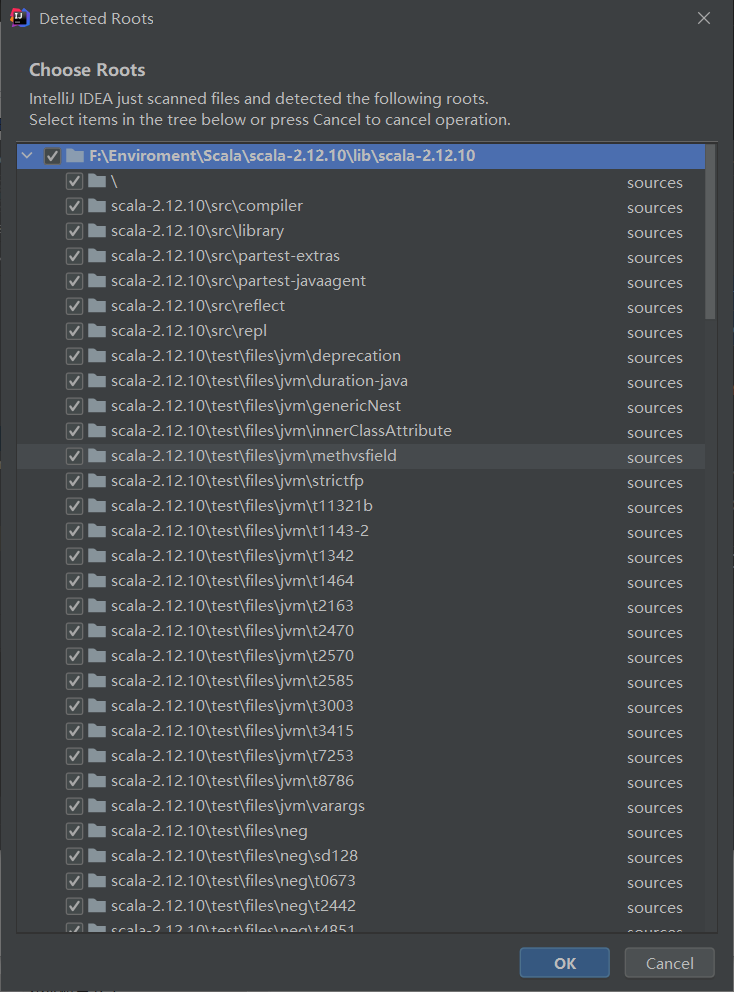 Detected Roots
Choose Roots
IntelliJ IDEA just scanned files and detected the following roots.
Select items in the tree below or press Cancel to cancel operation.
F:\Enviroment\Scala\scala-2.12.10\lib\scala-2.12.10
\ sources
scala-2.12.10\src\compiler sources
scala-2.12.10\src\library sources
scala-2.12.10\src\partest-extras sources
scala-2.12.10\src\partest-javaagent sources
scala-2.12.10\src\reflect sources
scala-2.12.10\src\repl sources
scala-2.12.10\test\files\jvm\deprecation sources
scala-2.12.10\test\files\jvm\duration-java sources
scala-2.12.10\test\files\jvm\genericNest sources
scala-2.12.10\test\files\jvm\innerClassAttribute sources
scala-2.12.10\test\files\jvm\methvsfield sources
scala-2.12.10\test\files\jvm\strictfp sources
scala-2.12.10\test\files\jvm\t11321b sources
scala-2.12.10\test\files\jvm\t1143-2 sources
scala-2.12.10\test\files\jvm\t1342 sources
scala-2.12.10\test\files\jvm\t1464 sources
scala-2.12.10\test\files\jvm\t2163 sources
scala-2.12.10\test\files\jvm\t2470 sources
scala-2.12.10\test\files\jvm\t2570 sources
scala-2.12.10\test\files\jvm\t2585 sources
scala-2.12.10\test\files\jvm\t3003 sources
scala-2.12.10\test\files\jvm\t3415 sources
scala-2.12.10\test\files\jvm\t7253 sources
scala-2.12.10\test\files\jvm\t8786 sources
scala-2.12.10\test\files\jvm\varargs sources
scala-2.12.10\test\files\neg sources
scala-2.12.10\test\files\neg\sd128 sources
scala-2.12.10\test\files\neg\t0673 sources
scala-2.12.10\test\files\neg\t2442 sources
scala-2.12.10\test\files\neg\t4851 sources
OK Cancel